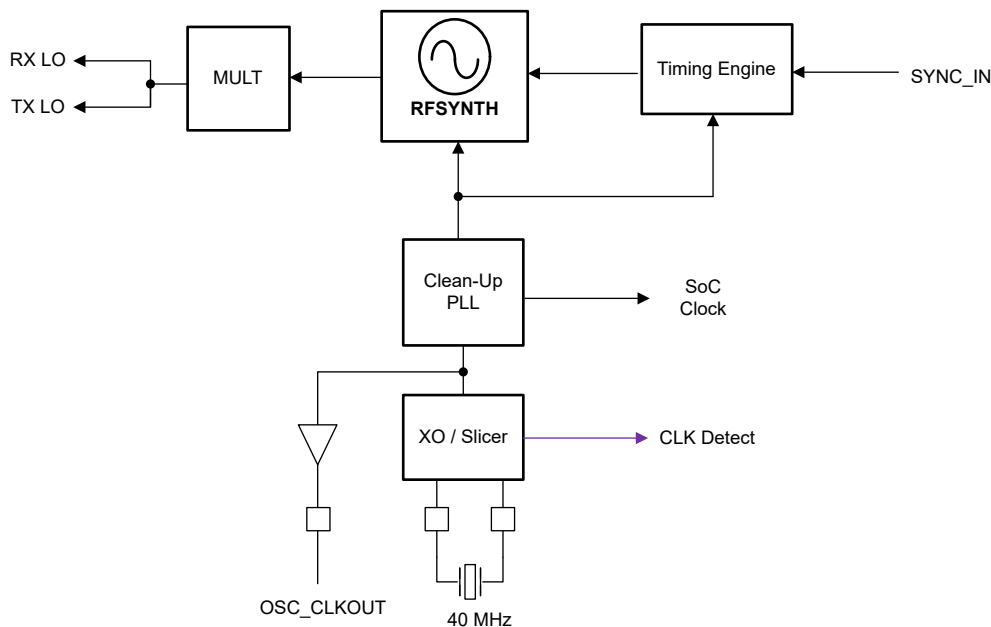 RX LO
TX LO
MULT
RFSYNTH
Timing Engine
SYNC_IN
Clean-Up
PLL
SoC
Clock
XO / Slicer
CLK Detect
OSC_CLKOUT
40 MHz